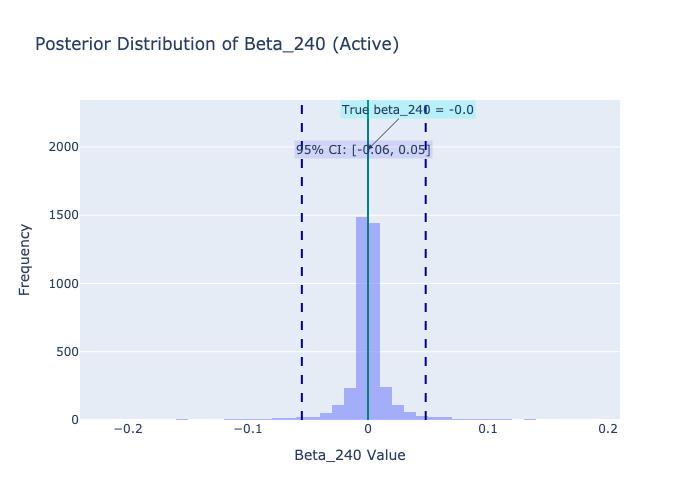 Posterior Distribution of Beta_240 (Active)
True beta_240 = -0.0
95% CI: [-0.06, 0.05]
2000
1500
1000
500
0
Frequency
−0.2
−0.1
0
0.1
0.2
Beta_240 Value